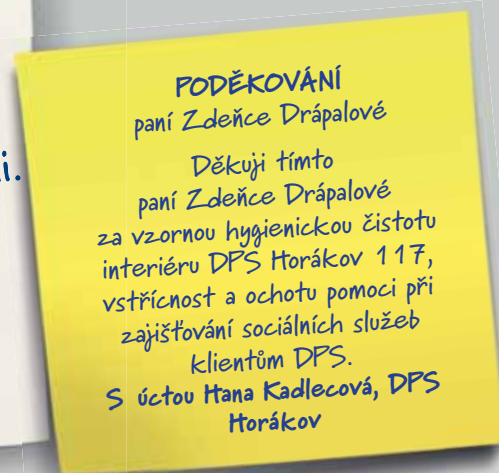 i.
PODĚKOVÁNÍ
paní Zdeňce Drápalové
Děkuji tímto
paní Zdeňce Drápalové
za vzornou hygienickou čistotu
interiéru DPS Horákov 117,
vstřícnost a ochotu pomoci při
zajišťování sociálních služeb
klientům DPS.
S úctou Hana Kadlecová, DPS
Horákov